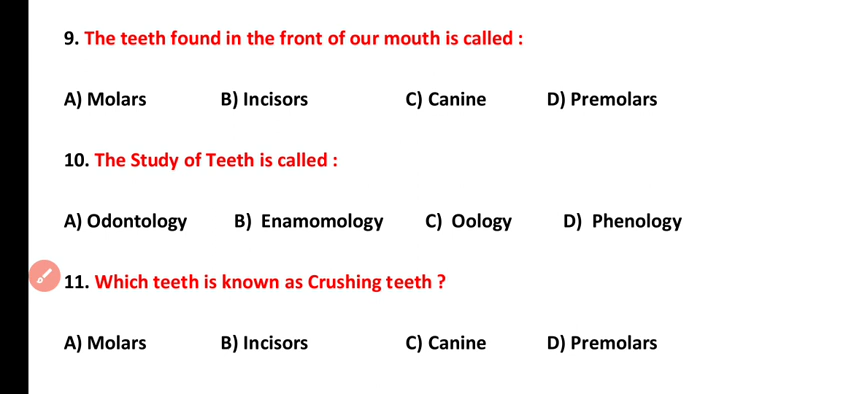 9. The teeth found in the front of our mouth is called :
A) Molars B) Incisors C) Canine D) Premolars
10. The Study of Teeth is called :
A) Odontology B) Enamomology C) Oology D) Phenology
11. Which teeth is known as Crushing teeth ?
A) Molars B) Incisors C) Canine D) Premolars